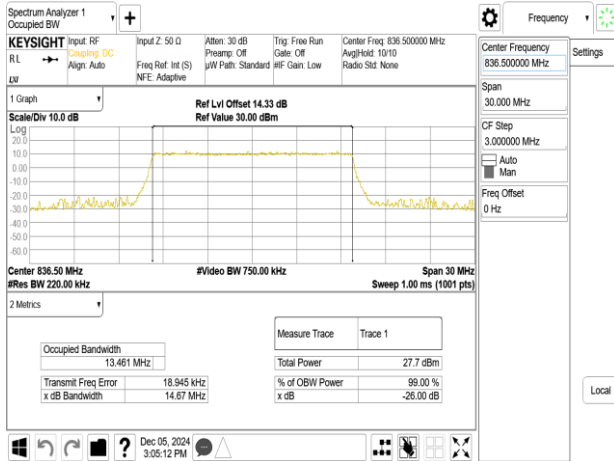 Spectrum Analyzer 1
Occupied BW
Frequency
KEYSIGHT
RL
Input: RF
Coupling: DC
Align: Auto
Input Z: 50 Ω
Freq Ref: Int (S)
NFE: Adaptive
Atten: 30 dB
Preamp: Off
µW Path: Standard
Trig: Free Run
Gate: Off
#IF Gain: Low
Center Freq: 836.500000 MHz
Avg|Hold: 10/10
Radio Std: None
Center Frequency
836.500000 MHz
Settings
Span
30.000 MHz
CF Step
3.000000 MHz
Auto
Man
Freq Offset
0 Hz
Local
1 Graph
Scale/Div 10.0 dB
Ref Lvl Offset 14.33 dB
Ref Value 30.00 dBm
Log
20.0
10.0
0.00
-10.0
-20.0
-30.0
-40.0
-50.0
-60.0
Center 836.50 MHz
#Video BW 750.00 kHz
Span 30 MHz
#Res BW 220.00 kHz
Sweep 1.00 ms (1001 pts)
2 Metrics
Occupied Bandwidth
13.461 MHz
Transmit Freq Error 18.945 kHz
x dB Bandwidth 14.67 MHz
Measure Trace Trace 1
Total Power 27.7 dBm
% of OBW Power 99.00 %
x dB -26.00 dB
?
Dec 05, 2024
3:05:12 PM